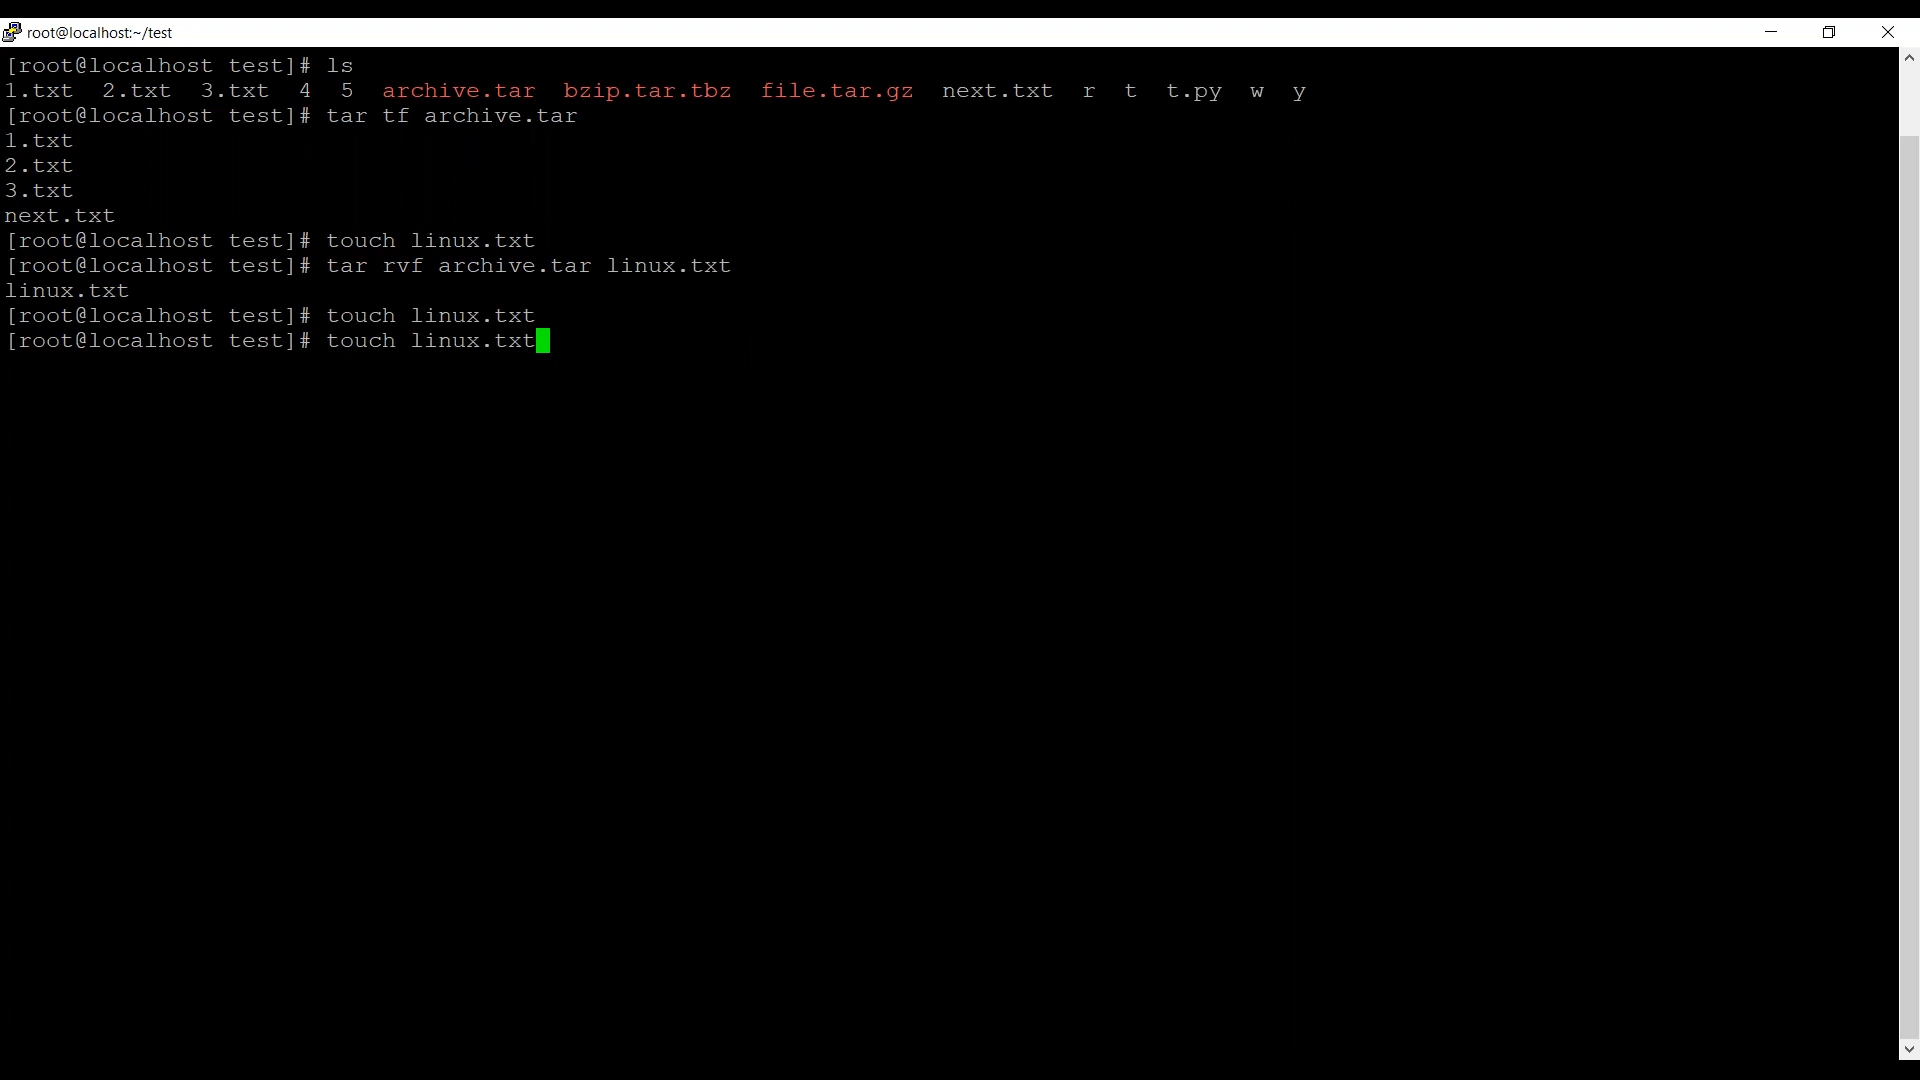 root@localhost:~/test
[root@localhost test]# ls
1.txt  2.txt  3.txt  4  5  archive.tar  bzip.tar.tbz  file.tar.gz  next.txt  r  t  t.py  w  y
[root@localhost test]# tar tf archive.tar
1.txt
2.txt
3.txt
next.txt
[root@localhost test]# touch linux.txt
[root@localhost test]# tar rvf archive.tar linux.txt
linux.txt
[root@localhost test]# touch linux.txt
[root@localhost test]# touch linux.txt